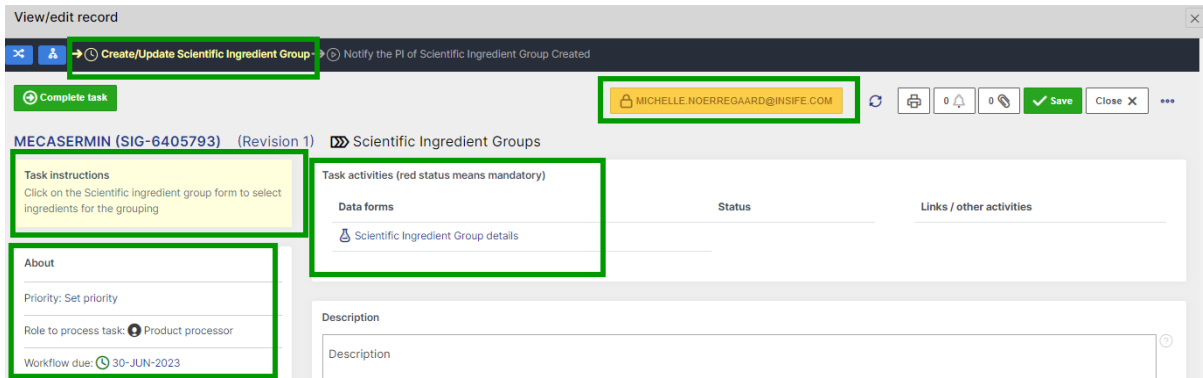 View/edit record
Create/Update Scientific Ingredient Group Notify the PI of Scientific Ingredient Group Created
Complete task
MICHELLE.NOERREGAARD@INSIFE.COM
0
0
Save
Close X
MECASERMIN (SIG-6405793) (Revision 1) Scientific Ingredient Groups
Task instructions
Click on the Scientific ingredient group form to select
ingredients for the grouping
Task activities (red status means mandatory)
Data forms Status Links / other activities
Scientific Ingredient Group details
About
Priority: Set priority
Role to process task: Product processor
Workflow due: 30-JUN-2023
Description
Description